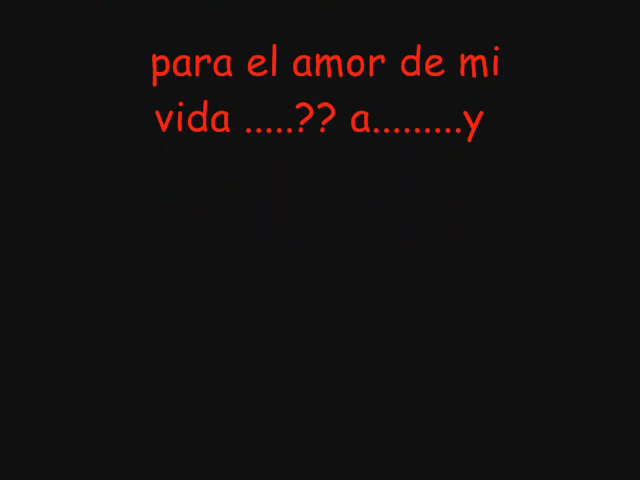 para el amor de mi
vida .....?? a.........y